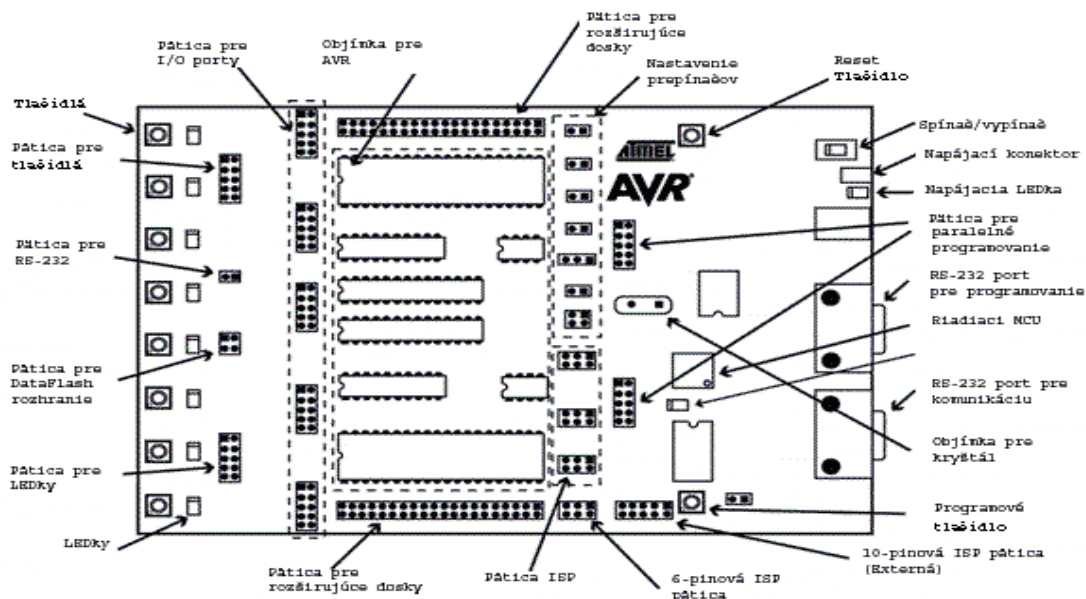 Pätica pre
rozširujúce
dosky
Pätica pre
I/O porty
Objímka pre
AVR
Nastavenie
prepínačov
Reset
Tlačidlo
Tlačidlá
Spínač/vypínač
Pätica pre
tlačidlá
Napájací konektor
ATMEL
AVR
Napájacia LEDka
Pätica pre
paralelné
programovanie
Pätica pre
RS-232
RS-232 port
pre programovanie
Riadiaci MCU
Pätica pre
DataFlash
rozhranie
RS-232 port pre
komunikáciu
Objímka pre
kryštál
Pätica pre
LEDky
Programové
tlačidlo
LEDky
10-pinová ISP pätica
(Externá)
Pätica pre
rozširujúce dosky
Pätica ISP
6-pinová ISP
pätica